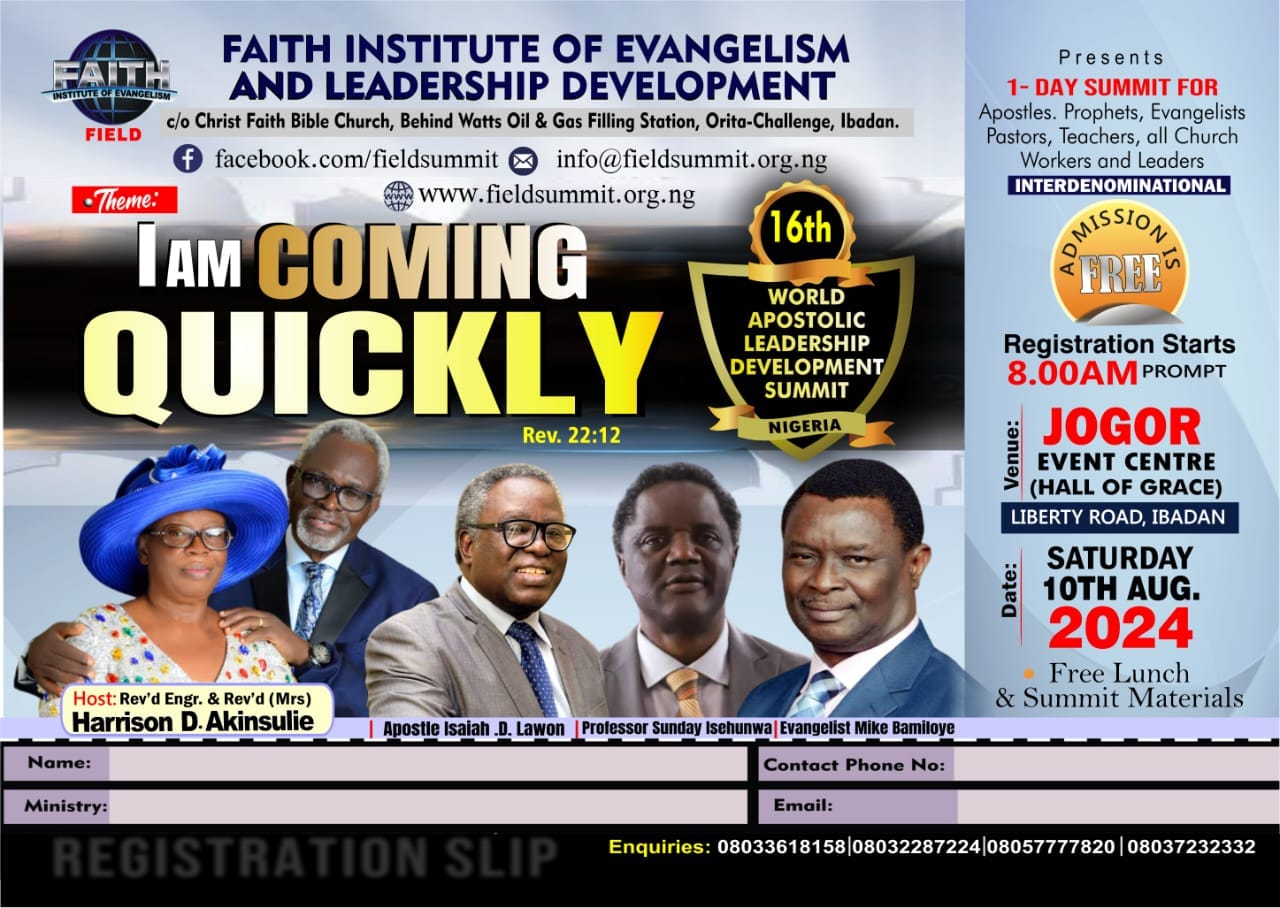 FAITH
INSTITUTE OF EVANGELISM
FIELD
FAITH INSTITUTE OF EVANGELISM
AND LEADERSHIP DEVELOPMENT
c/o Christ Faith Bible Church, Behind Watts Oil & Gas Filling Station, Orita-Challenge, Ibadan.
facebook.com/fieldsummit info@fieldsummit.org.ng
www.fieldsummit.org.ng
Theme:
I AM COMING
QUICKLY
Rev. 22:12
16th
WORLD
APOSTOLIC
LEADERSHIP
DEVELOPMENT
SUMMIT
NIGERIA
Presents
1- DAY SUMMIT FOR
Apostles. Prophets, Evangelists
Pastors, Teachers, all Church
Workers and Leaders
INTERDENOMINATIONAL
ADMISSION IS
FREE
Registration Starts
8.00AM PROMPT
Venue:
JOGOR
EVENT CENTRE
(HALL OF GRACE)
LIBERTY ROAD, IBADAN
Date:
SATURDAY
10TH AUG.
2024
• Free Lunch
& Summit Materials
Host: Rev'd Engr. & Rev'd (Mrs)
Harrison D. Akinsulie
| Apostle Isaiah .D. Lawon | Professor Sunday Isehunwa | Evangelist Mike Bamiloye
Name:
Contact Phone No:
Ministry:
Email:
REGISTRATION SLIP
Enquiries: 08033618158|08032287224|08057777820 | 08037232332